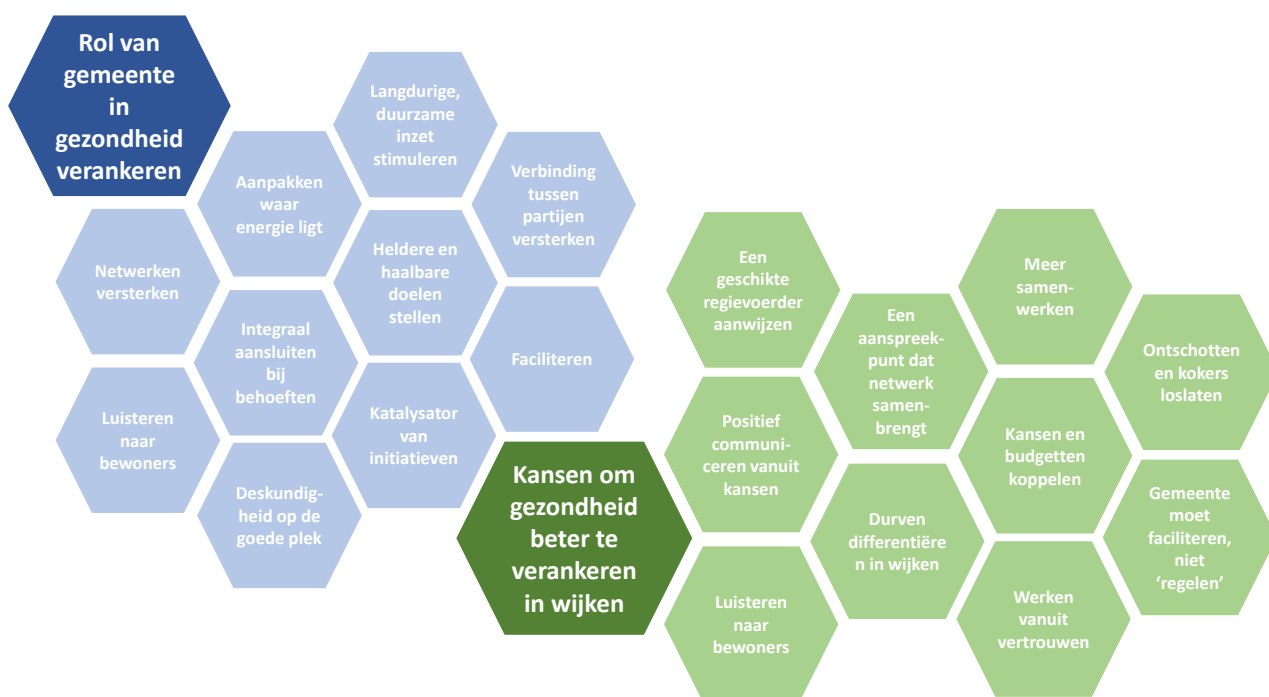 Rol van
gemeente
in
gezondheid
verankeren
Langdurige,
duurzame
inzet
stimuleren
Aanpakken
waar
energie ligt
Verbinding
tussen
partijen
versterken
Netwerken
versterken
Heldere en
haalbare
doelen
stellen
Integraal
aansluiten
bij
behoeften
Faciliteren
Luisteren
naar
bewoners
Katalysator
van
initiatieven
Deskundig-
heid op de
goede plek
Kansen om
gezondheid
beter te
verankeren
in wijken
Een
geschikte
regievoerder
aanwijzen
Meer
samen-
werken
Een
aanspreek-
punt dat
netwerk
samen-
brengt
Ontschotten
en kokers
loslaten
Positief
communi-
ceren vanuit
kansen
Kansen en
budgetten
koppelen
Durven
differentiëre
n in wijken
Gemeente
moet
faciliteren,
niet
‘regelen’
Luisteren
naar
bewoners
Werken
vanuit
vertrouwen